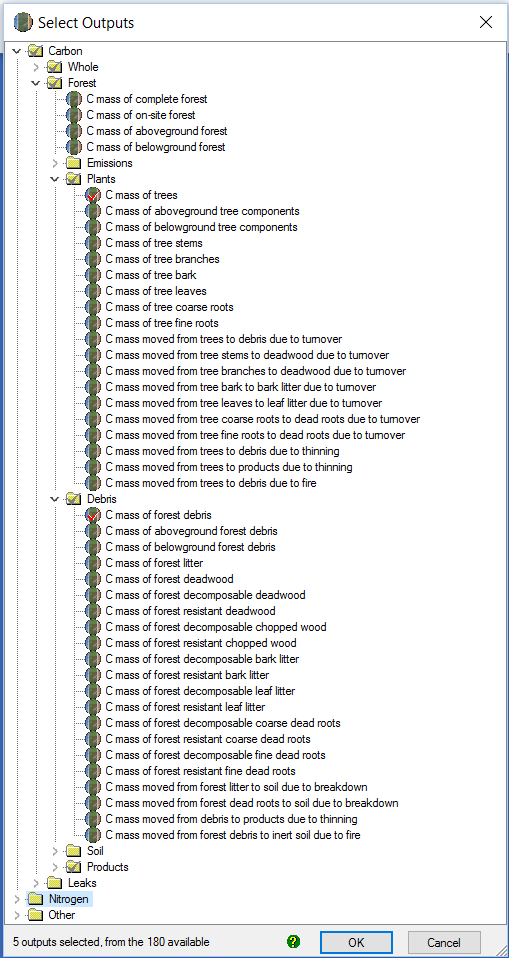 Select Outputs
Carbon
Whole
Forest
C mass of complete forest
C mass of on-site forest
C mass of aboveground forest
C mass of belowground forest
Emissions
Plants
C mass of trees
C mass of aboveground tree components
C mass of belowground tree components
C mass of tree stems
C mass of tree branches
C mass of tree bark
C mass of tree leaves
C mass of tree coarse roots
C mass of tree fine roots
C mass moved from trees to debris due to turnover
C mass moved from tree stems to deadwood due to turnover
C mass moved from tree branches to deadwood due to turnover
C mass moved from tree bark to bark litter due to turnover
C mass moved from tree leaves to leaf litter due to turnover
C mass moved from tree coarse roots to dead roots due to turnover
C mass moved from tree fine roots to dead roots due to turnover
C mass moved from trees to debris due to thinning
C mass moved from trees to products due to thinning
C mass moved from trees to debris due to fire
Debris
C mass of forest debris
C mass of aboveground forest debris
C mass of belowground forest debris
C mass of forest litter
C mass of forest deadwood
C mass of forest decomposable deadwood
C mass of forest resistant deadwood
C mass of forest decomposable chopped wood
C mass of forest resistant chopped wood
C mass of forest decomposable bark litter
C mass of forest resistant bark litter
C mass of forest decomposable leaf litter
C mass of forest resistant leaf litter
C mass of forest decomposable coarse dead roots
C mass of forest resistant coarse dead roots
C mass of forest decomposable fine dead roots
C mass of forest resistant fine dead roots
C mass moved from forest litter to soil due to breakdown
C mass moved from forest dead roots to soil due to breakdown
C mass moved from debris to products due to thinning
C mass moved from forest debris to inert soil due to fire
Soil
Products
Leaks
Nitrogen
Other
5 outputs selected, from the 180 available
?
OK
Cancel